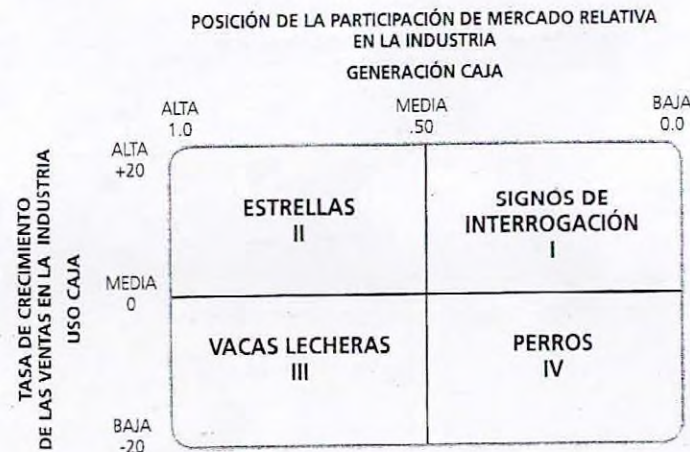 POSICIÓN DE LA PARTICIPACIÓN DE MERCADO RELATIVA
EN LA INDUSTRIA
GENERACIÓN CAJA
ALTA
1.0
MEDIA
.50
BAJA
0.0
TASA DE CRECIMIENTO
DE LAS VENTAS EN LA INDUSTRIA
USO CAJA
ALTA
+20
MEDIA
0
BAJA
-20
ESTRELLAS
II
SIGNOS DE
INTERROGACIÓN
I
VACAS LECHERAS
III
PERROS
IV